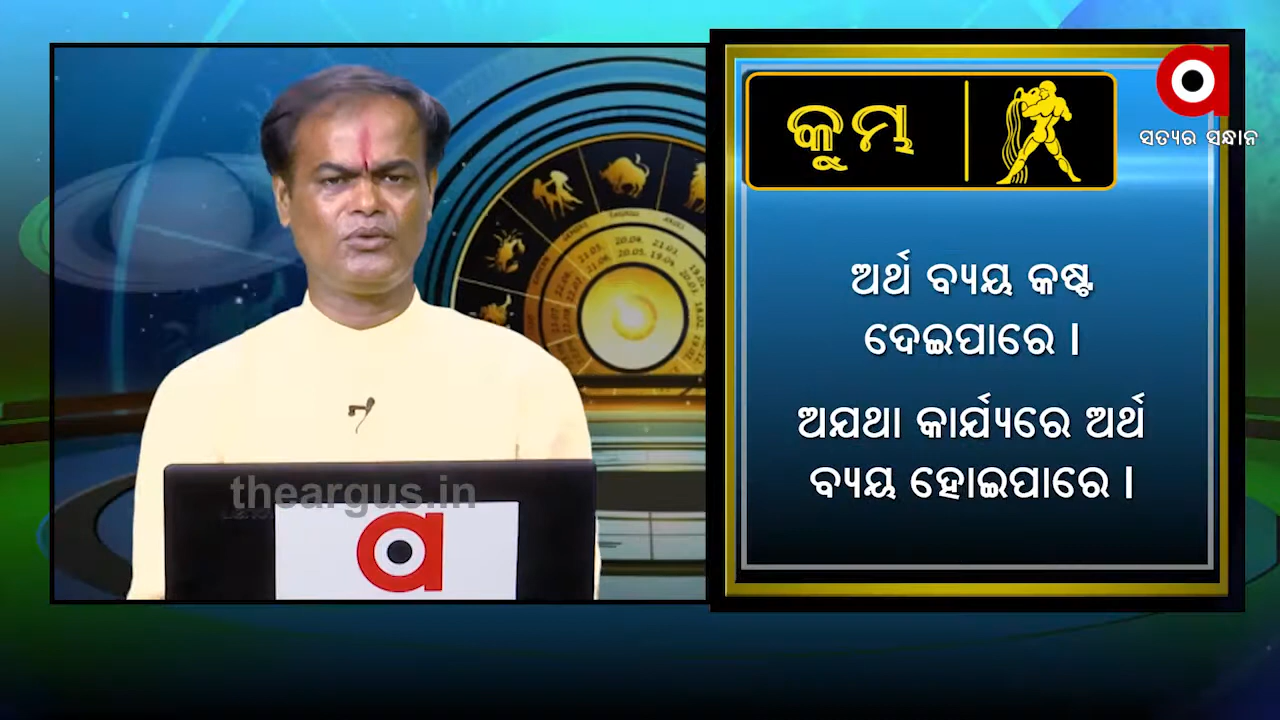 କୁମ୍ଭ
ସତ୍ୟର ସନ୍ଧାନ
ଅର୍ଥ ବ୍ୟୟ କଷ୍ଟ
ଦେଇପାରେ ।
ଅଯଥା କାର୍ଯ୍ୟରେ ଅର୍ଥ
ବ୍ୟୟ ହୋଇପାରେ ।
theargus.in